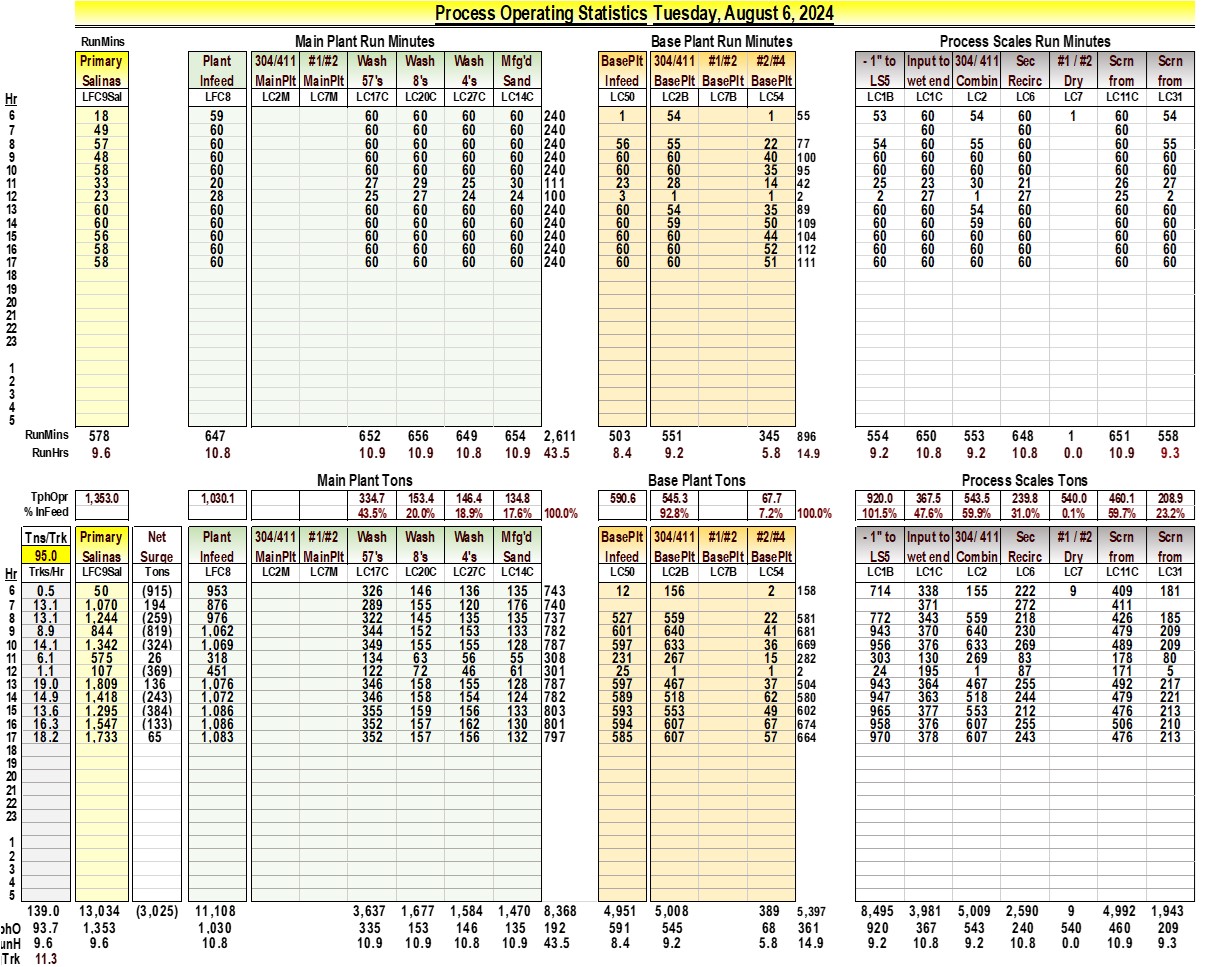 Process Operating Statistics Tuesday, August 6, 2024
RunMins Main Plant Run Minutes Base Plant Run Minutes Process Scales Run Minutes
Primary Plant 304/411 #1/#2 Wash Wash Wash Mfg'd BasePlt 304/411 #1/#2 #2/#4 - 1" to Input to 304/ 411 Sec #1 / #2 Scrn Scrn
Salinas Infeed MainPlt MainPlt 57's 8's 4's Sand Infeed BasePlt BasePlt BasePlt LS5 wet end Combin Recirc Dry from from
Hr LFC9Sal LFC8 LC2M LC7M LC17C LC20C LC27C LC14C LC50 LC2B LC7B LC54 LC1B LC1C LC2 LC6 LC7 LC11C LC31
6 18 59 60 60 60 60 240 1 54 1 55 53 60 54 60 1 60 54
7 49 60 60 60 60 60 240 60 60 60
8 57 60 60 60 60 60 240 56 55 22 77 54 60 55 60 60 55
9 48 60 60 60 60 60 240 60 60 40 100 60 60 60 60 60 60
10 58 60 60 60 60 60 240 60 60 35 95 60 60 60 60 60 60
11 33 20 27 29 25 30 111 23 28 14 42 25 23 30 21 26 27
12 23 28 25 27 24 24 100 3 1 1 2 2 27 1 27 25 2
13 60 60 60 60 60 60 240 60 54 35 89 60 60 54 60 60 60
14 60 60 60 60 60 60 240 60 59 50 109 60 60 59 60 60 60
15 56 60 60 60 60 60 240 60 60 44 104 60 60 60 60 60 60
16 58 60 60 60 60 60 240 60 60 52 112 60 60 60 60 60 60
17 58 60 60 60 60 60 240 60 60 51 111 60 60 60 60 60 60
18
19
20
21
22
23
1
2
3
4
5
RunMins 578 647 652 656 649 654 2,611 503 551 345 896 554 650 553 648 1 651 558
RunHrs 9.6 10.8 10.9 10.9 10.8 10.9 43.5 8.4 9.2 5.8 14.9 9.2 10.8 9.2 10.8 0.0 10.9 9.3
Main Plant Tons Base Plant Tons Process Scales Tons
TphOpr 1,353.0 1,030.1 334.7 153.4 146.4 134.8 590.6 545.3 67.7 920.0 367.5 543.5 239.8 540.0 460.1 208.9
% InFeed 43.5% 20.0% 18.9% 17.6% 100.0% 92.8% 7.2% 100.0% 101.5% 47.6% 59.9% 31.0% 0.1% 59.7% 23.2%
Tns/Trk Primary Net Plant 304/411 #1/#2 Wash Wash Wash Mfg'd BasePlt 304/411 #1/#2 #2/#4 - 1" to Input to 304/ 411 Sec #1 / #2 Scrn Scrn
95.0 Salinas Surge Infeed MainPlt MainPlt 57's 8's 4's Sand Infeed BasePlt BasePlt BasePlt LS5 wet end Combin Recirc Dry from from
Hr Trks/Hr LFC9Sal Tons LFC8 LC2M LC7M LC17C LC20C LC27C LC14C LC50 LC2B LC7B LC54 LC1B LC1C LC2 LC6 LC7 LC11C LC31
6 0.5 50 (915) 953 326 146 136 135 743 12 156 2 158 714 338 155 222 9 409 181
7 13.1 1,070 194 876 289 155 120 176 740 371 272 411
8 13.1 1,244 (259) 976 322 145 135 135 737 527 559 22 581 772 343 559 218 426 185
9 8.9 844 (819) 1,062 344 152 153 133 782 601 640 41 681 943 370 640 230 479 209
10 14.1 1,342 (324) 1,069 349 155 155 128 787 597 633 36 669 956 376 633 269 489 209
11 6.1 575 26 318 134 63 56 55 308 231 267 15 282 303 130 269 83 178 80
12 1.1 107 (369) 451 122 72 46 61 301 25 1 1 2 24 195 1 87 171 5
13 19.0 1,809 136 1,076 346 158 155 128 787 597 467 37 504 943 364 467 255 492 217
14 14.9 1,418 (243) 1,072 346 158 154 124 782 589 518 62 580 947 363 518 244 479 221
15 13.6 1,295 (384) 1,086 355 159 156 133 803 593 553 49 602 965 377 553 212 476 213
16 16.3 1,547 (133) 1,086 352 157 162 130 801 594 607 67 674 958 376 607 255 506 210
17 18.2 1,733 65 1,083 352 157 156 132 797 585 607 57 664 970 378 607 243 476 213
18
19
20
21
22
23
1
2
3
4
5
139.0 13,034 (3,025) 11,108 3,637 1,677 1,584 1,470 8,368 4,951 5,008 389 5,397 8,495 3,981 5,009 2,590 9 4,992 1,943
phO 93.7 1,353 1,030 335 153 146 135 192 591 545 68 361 920 367 543 240 540 460 209
unH 9.6 9.6 10.8 10.9 10.9 10.8 10.9 43.5 8.4 9.2 5.8 14.9 9.2 10.8 9.2 10.8 0.0 10.9 9.3
Trk 11.3